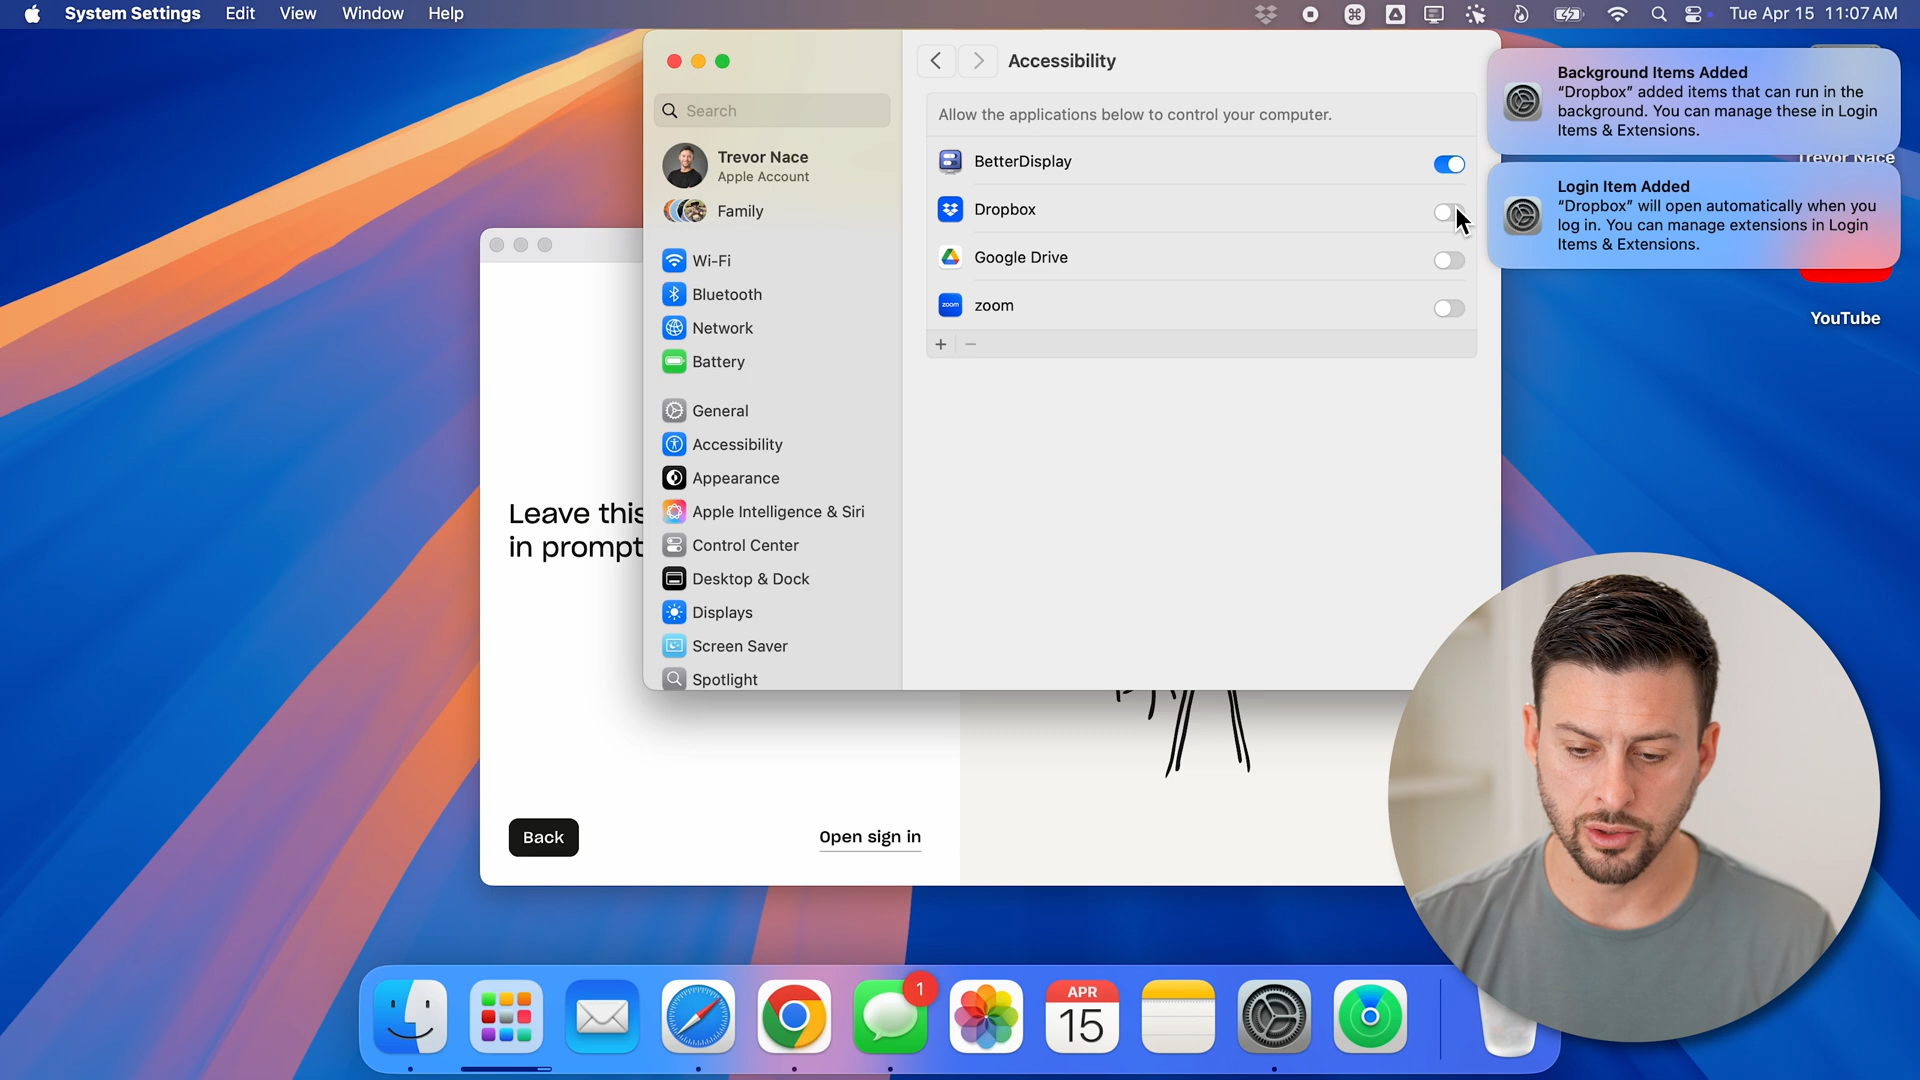 System Settings Edit View Window Help
Tue Apr 15 11:07 AM
Accessibility
Search
Allow the applications below to control your computer.
Trevor Nace
Apple Account
Family
BetterDisplay
Dropbox
Google Drive
zoom
zoom
+ −
Wi-Fi
Bluetooth
Network
Battery
General
Accessibility
Appearance
Apple Intelligence & Siri
Control Center
Desktop & Dock
Displays
Screen Saver
Spotlight
Background Items Added
“Dropbox” added items that can run in the
background. You can manage these in Login
Items & Extensions.
Trevor Nace
Login Item Added
“Dropbox” will open automatically when you
log in. You can manage extensions in Login
Items & Extensions.
YouTube
Leave this
in prompt
Back
Open sign in
1
APR
15